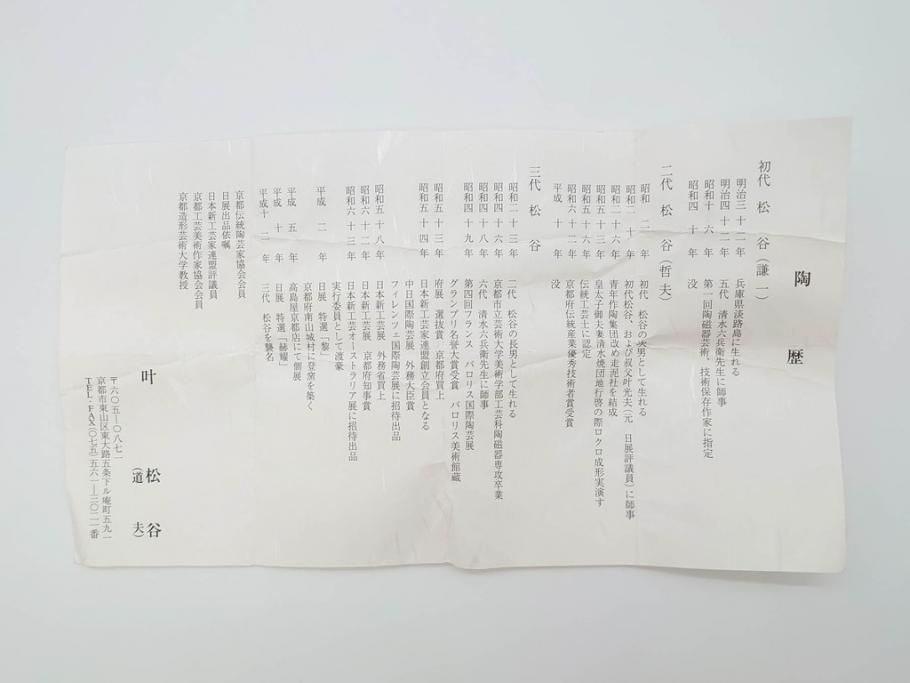 陶歴
初代 松谷(謙一)
明治三十二年 兵庫県淡路島に生れる
明治四十二年 五代 清水六兵衛先生に師事
昭和十六年 第一回陶磁器芸術、技術保存作家に指定
昭和四十年 没
二代 松谷(哲夫)
昭和二年 初代 松谷の次男として生れる
昭和二十年 初代松谷、および叔父叶光夫(元 日展評議員)に師事
昭和二十六年 青年作陶集団改め走泥社を結成
昭和五十三年 皇太子御夫妻清水焼団地行啓の際ロクロ成形実演す
昭和五十六年 伝統工芸士に認定
昭和六十二年 京都府伝統産業優秀技術者賞受賞
平成十年 没
三代 松谷
昭和二十三年 二代 松谷の長男として生れる
昭和四十六年 京都市立芸術大学美術学部工芸科陶磁器専攻卒業
昭和四十八年 六代 清水六兵衛先生に師事
昭和四十九年 第四回フランス バロリス国際陶芸展
グランプリ名誉大賞受賞 バロリス美術館蔵
昭和五十三年 府展 選抜賞 京都府買上
昭和五十四年 日本新工芸家連盟創立会員となる
中日国際陶芸展 外務大臣賞
フィレンツェ国際陶芸展に招待出品
昭和五十八年 日本新工芸展 外務省買上
昭和六十二年 日本新工芸展 京都府知事賞
昭和六十三年 日本新工芸オーストラリア展に招待出品
実行委員として渡豪
平成二年 日展 特選「黎」
京都府南山城村に登窯を築く
平成五年 高島屋京都店にて個展
平成十年 日展 特選「赫耀」
平成十二年 三代 松谷を襲名
京都伝統陶芸家協会会員
日展出品依嘱
日本新工芸家連盟評議員
京都工芸美術作家協会会員
京都造形芸術大学教授
叶 松谷
(道夫)
〒六〇五―〇八七一
京都市東山区東大路五条下ル庵町五九一
TEL・FAX(〇七五)五六一―三〇二一番